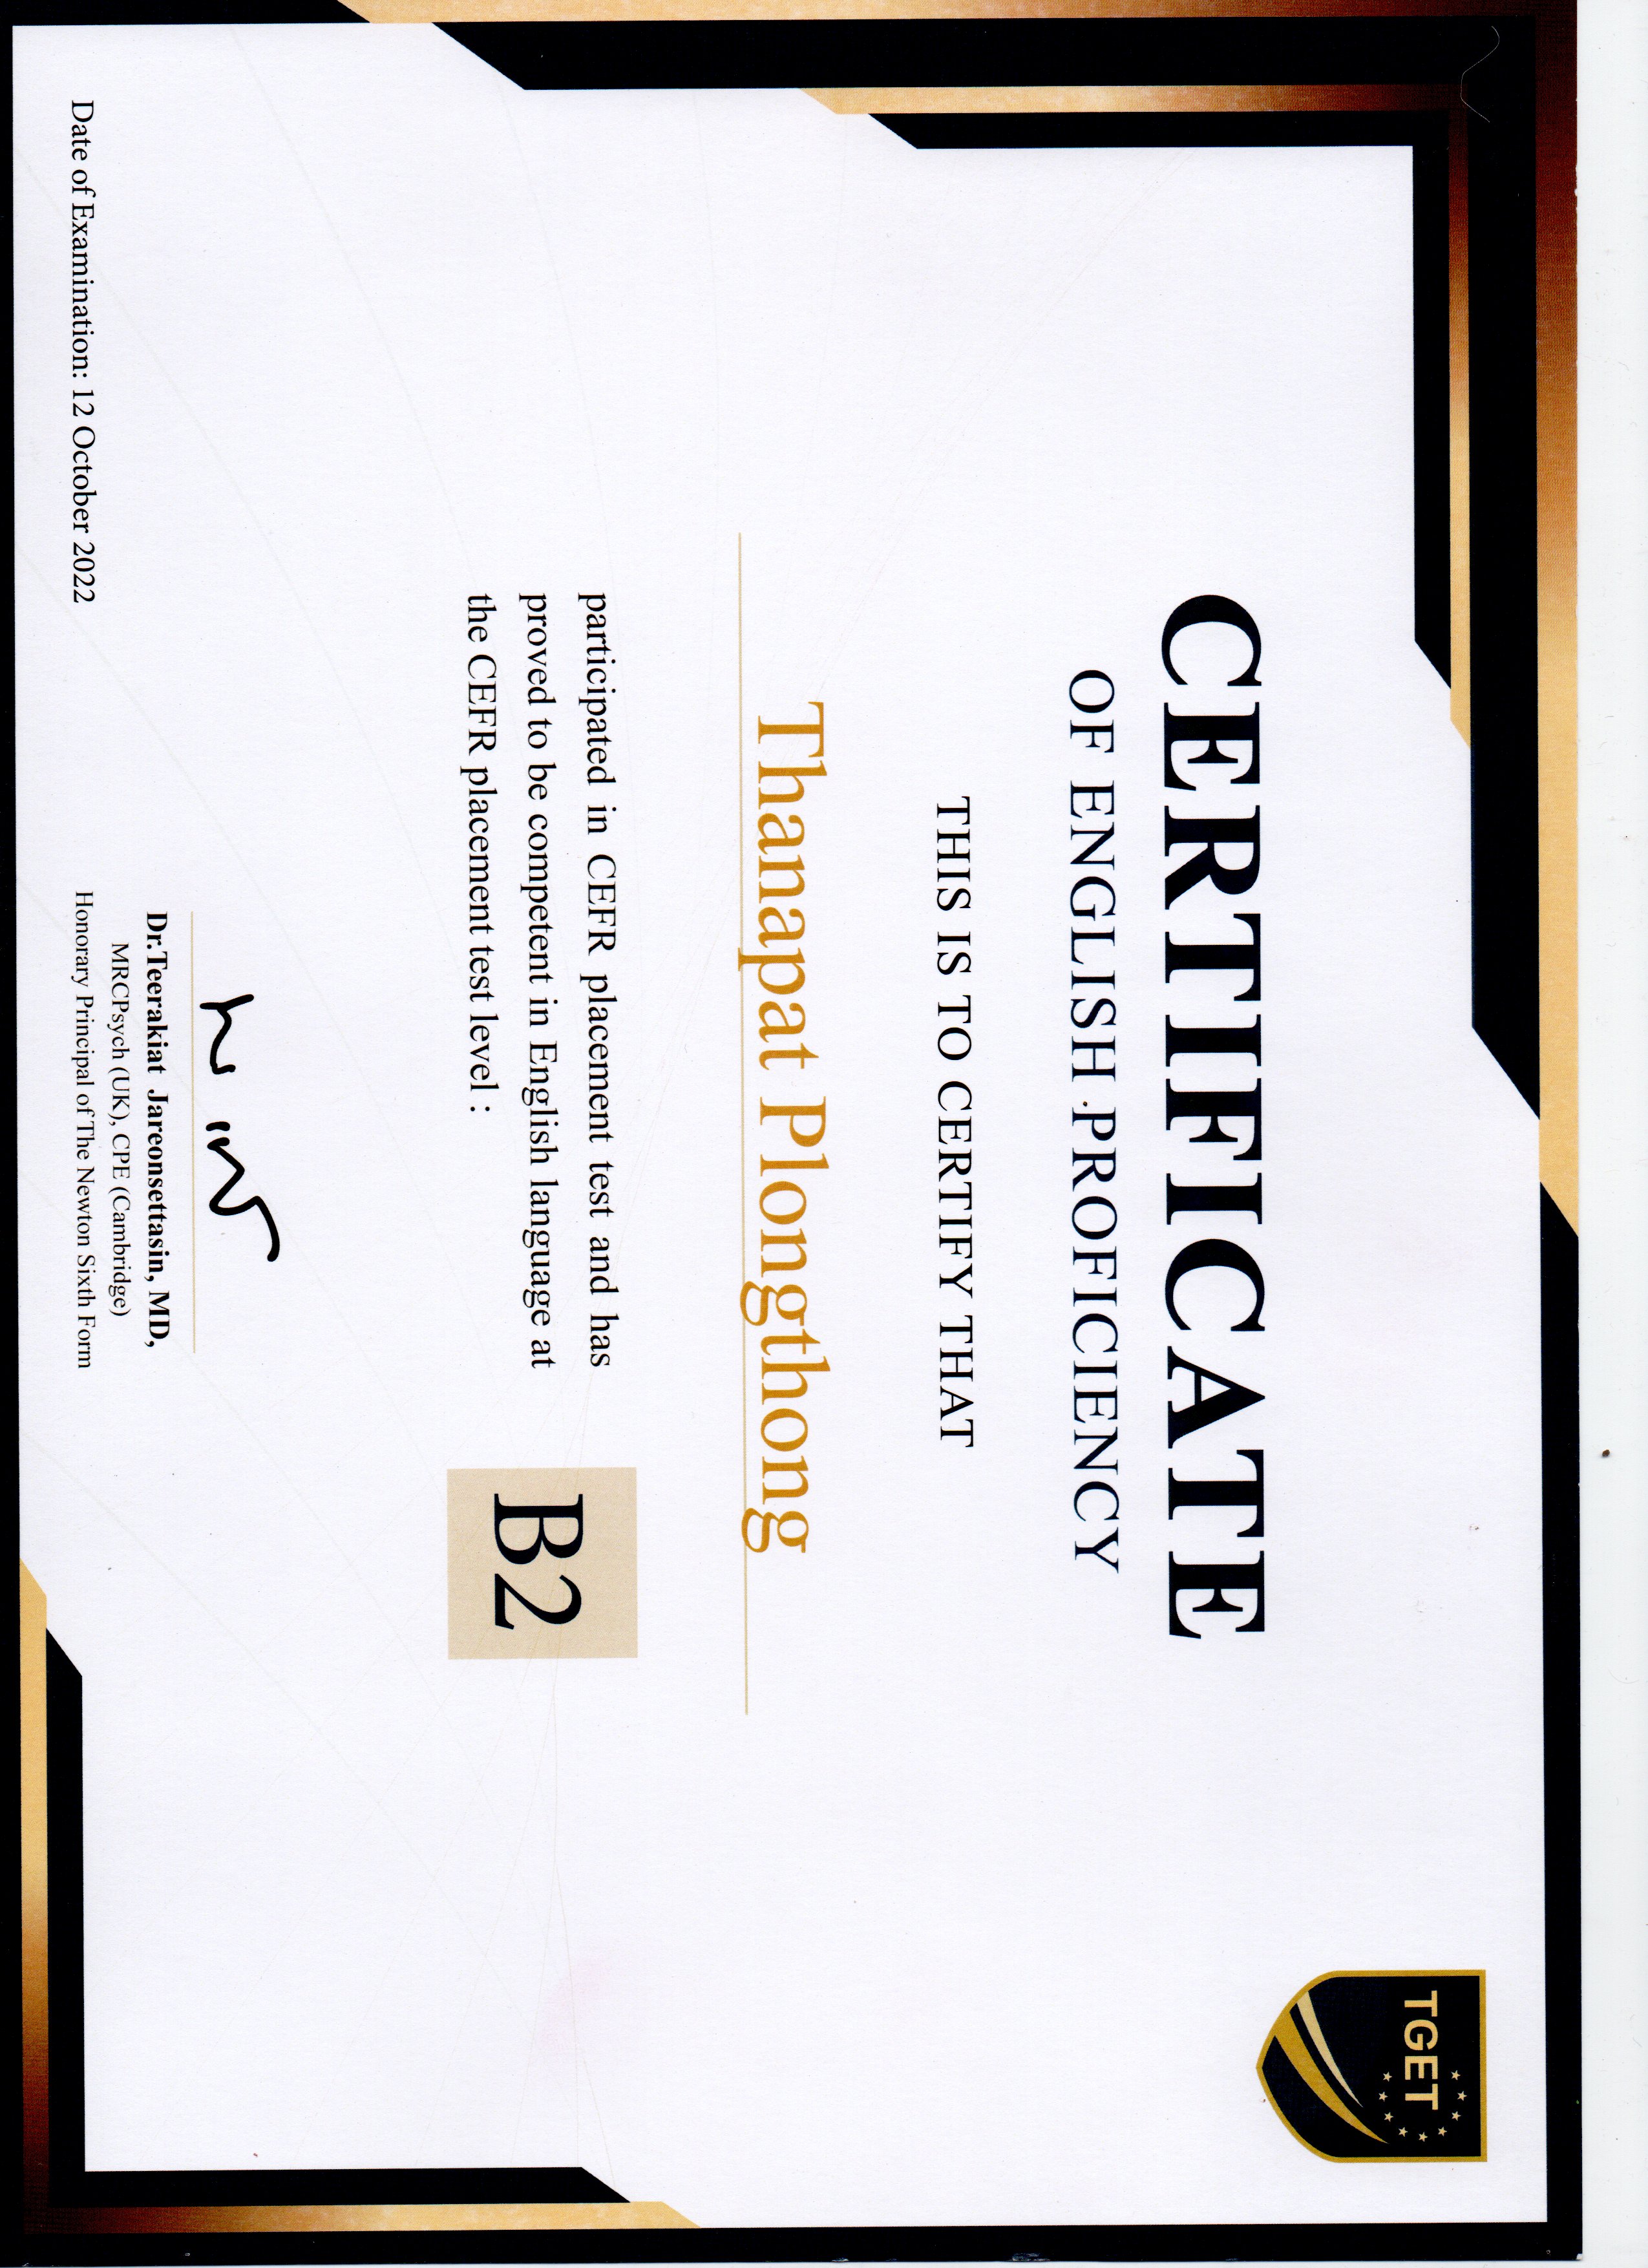 TGET
CERTIFICATE
OF ENGLISH PROFICIENCY
THIS IS TO CERTIFY THAT
Thanapat Plongthong
participated in CEFR placement test and has
proved to be competent in English language at
the CEFR placement test level :
B2
Dr.Teerakiat Jareonsettasin, MD,
MRCPsych (UK), CPE (Cambridge)
Honorary Principal of The Newton Sixth Form
Date of Examination: 12 October 2022